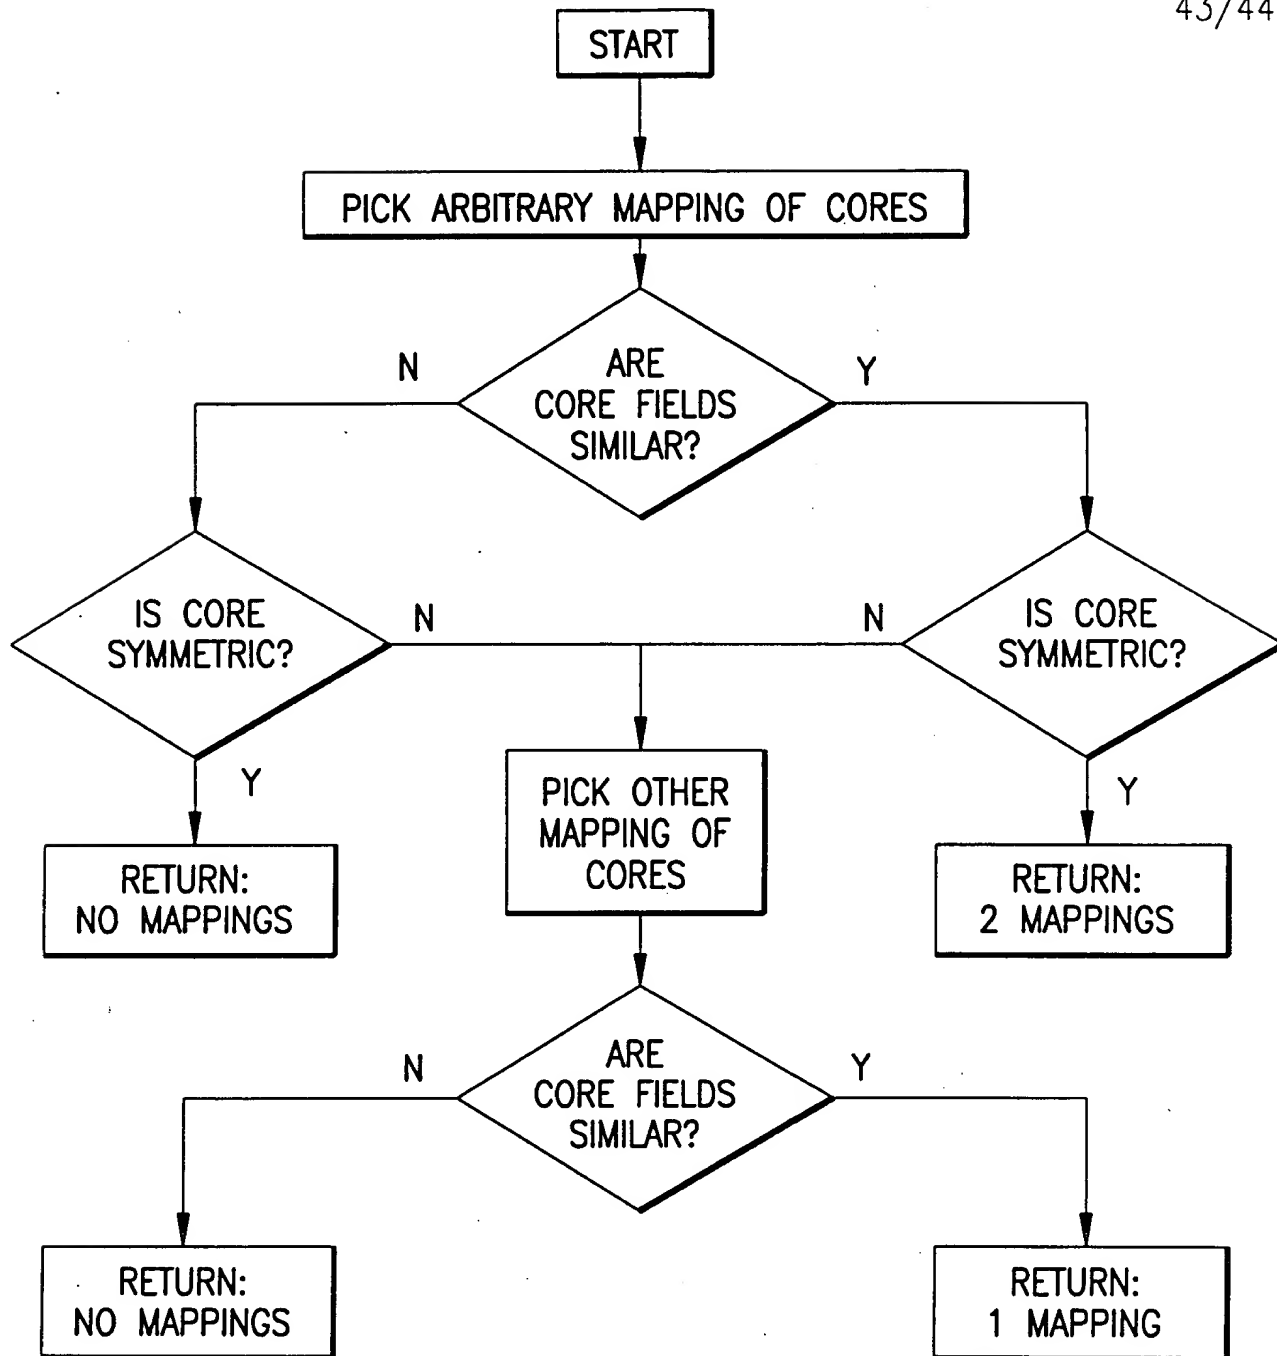 43/44
START
PICK ARBITRARY MAPPING OF CORES
N
ARE
CORE FIELDS
SIMILAR?
Y
IS CORE
SYMMETRIC?
N
N
IS CORE
SYMMETRIC?
Y
PICK OTHER
MAPPING OF
CORES
Y
RETURN:
NO MAPPINGS
RETURN:
2 MAPPINGS
N
ARE
CORE FIELDS
SIMILAR?
Y
RETURN:
NO MAPPINGS
RETURN:
1 MAPPING